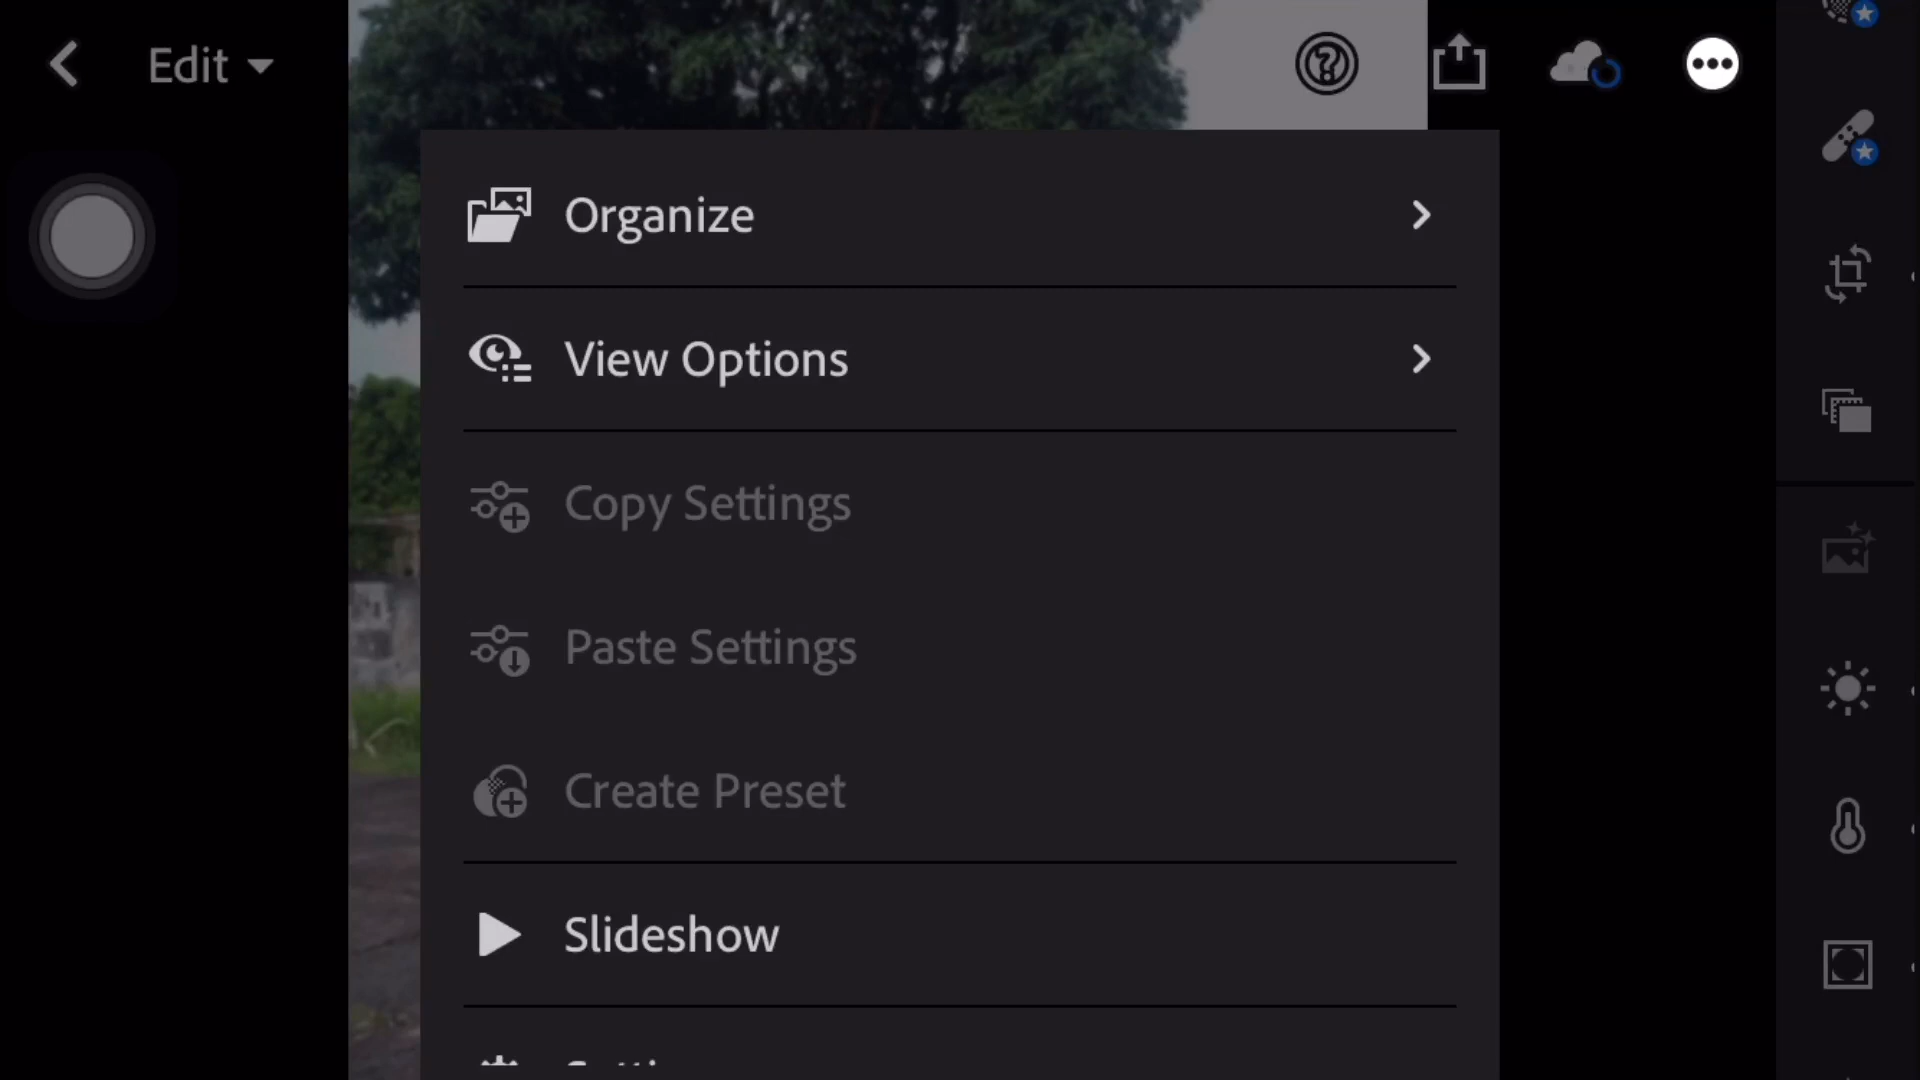 Edit
Organize
View Options
Copy Settings
Paste Settings
Create Preset
Slideshow